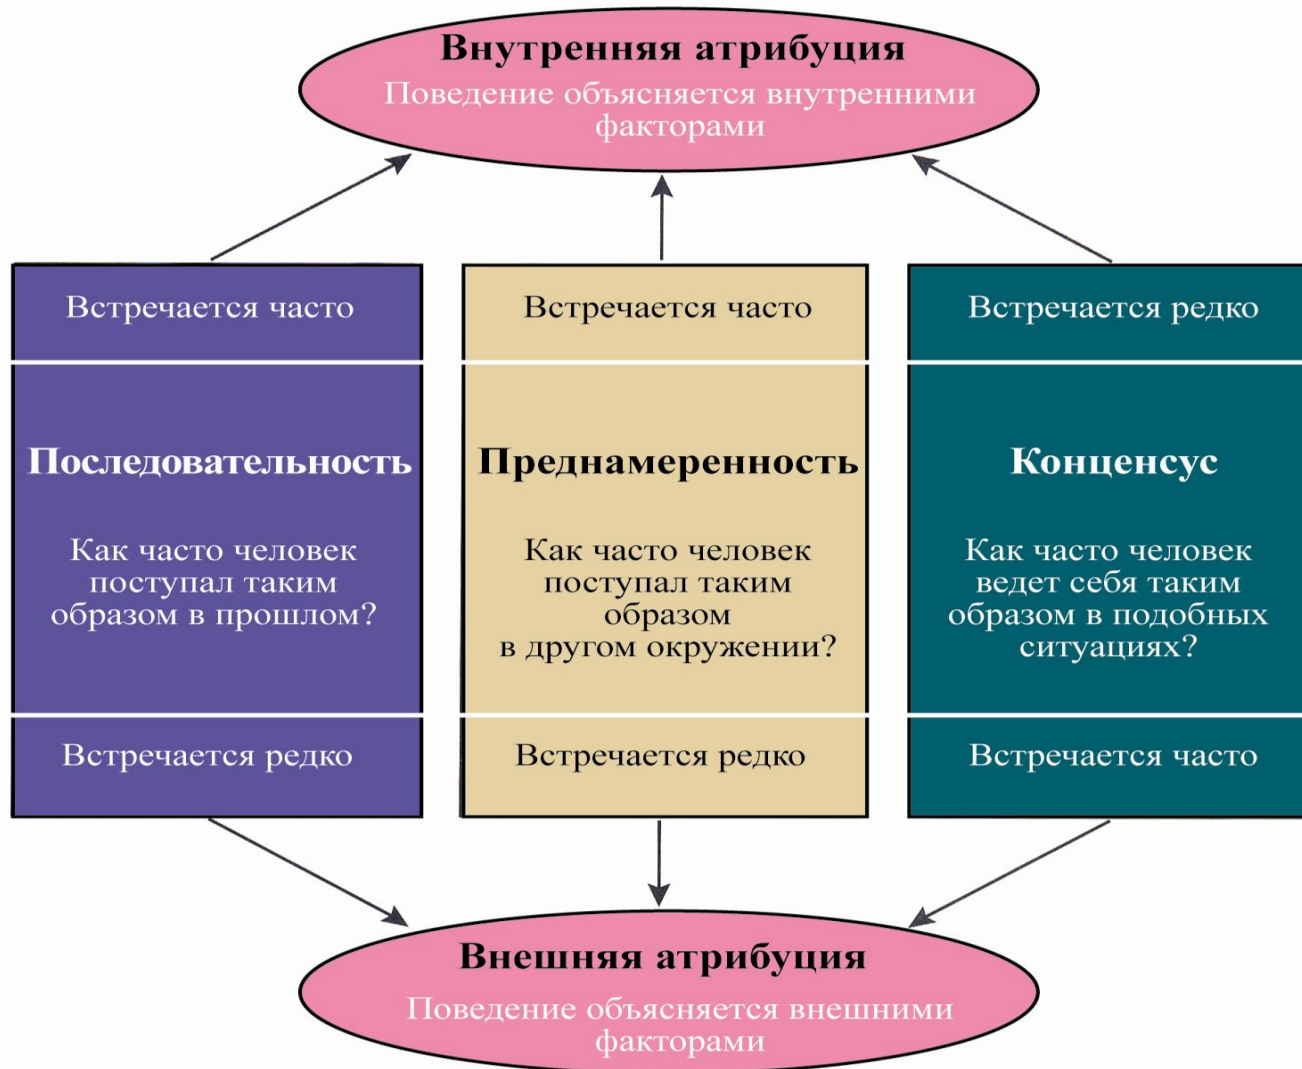 Внутренняя атрибуция
Поведение объясняется внутренними
факторами
Встречается часто
Последовательность
Как часто человек
поступал таким
образом в прошлом?
Встречается редко
Встречается часто
Преднамеренность
Как часто человек
поступал таким
образом
в другом окружении?
Встречается редко
Встречается редко
Конценсус
Как часто человек
ведет себя таким
образом в подобных
ситуациях?
Встречается часто
Внешняя атрибуция
Поведение объясняется внешними
факторами